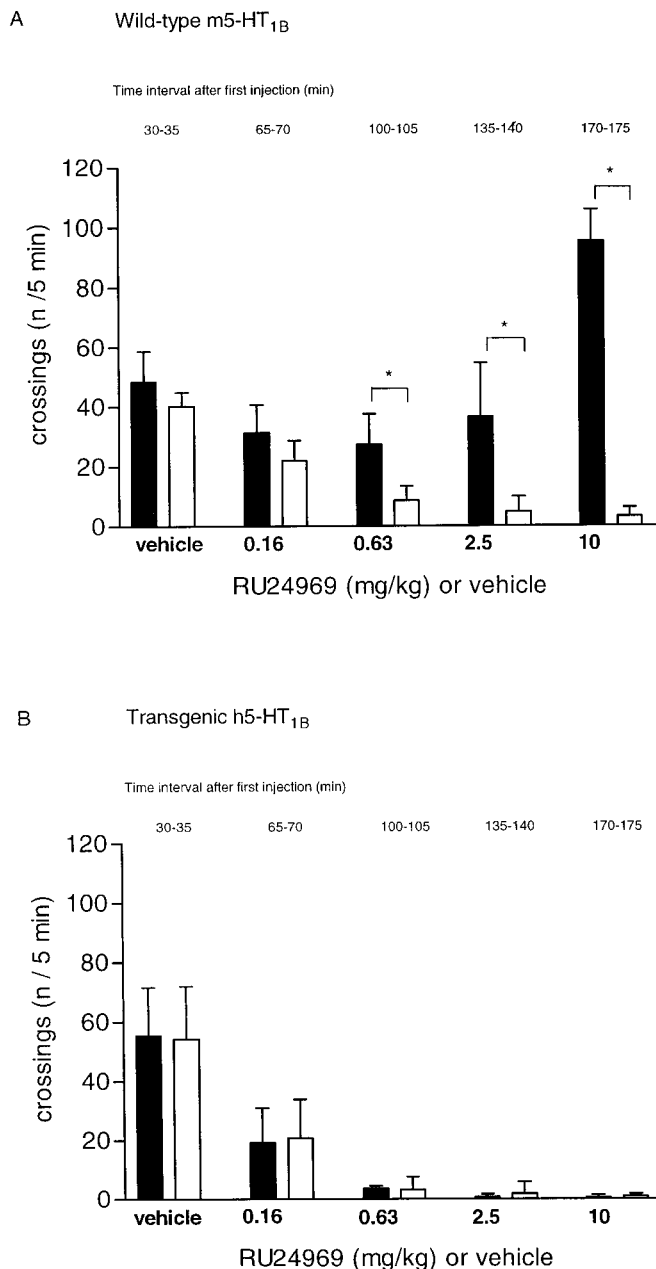 A Wild-type m5-HT1B
Time interval after first injection (min)
30-35 65-70 100-105 135-140 170-175
120
100
80
60
40
20
0
crossings (n /5 min)
* * *
vehicle 0.16 0.63 2.5 10
RU24969 (mg/kg) or vehicle
B Transgenic h5-HT1B
Time interval after first injection (min)
30-35 65-70 100-105 135-140 170-175
120
100
80
60
40
20
0
crossings (n / 5 min)
vehicle 0.16 0.63 2.5 10
RU24969 (mg/kg) or vehicle